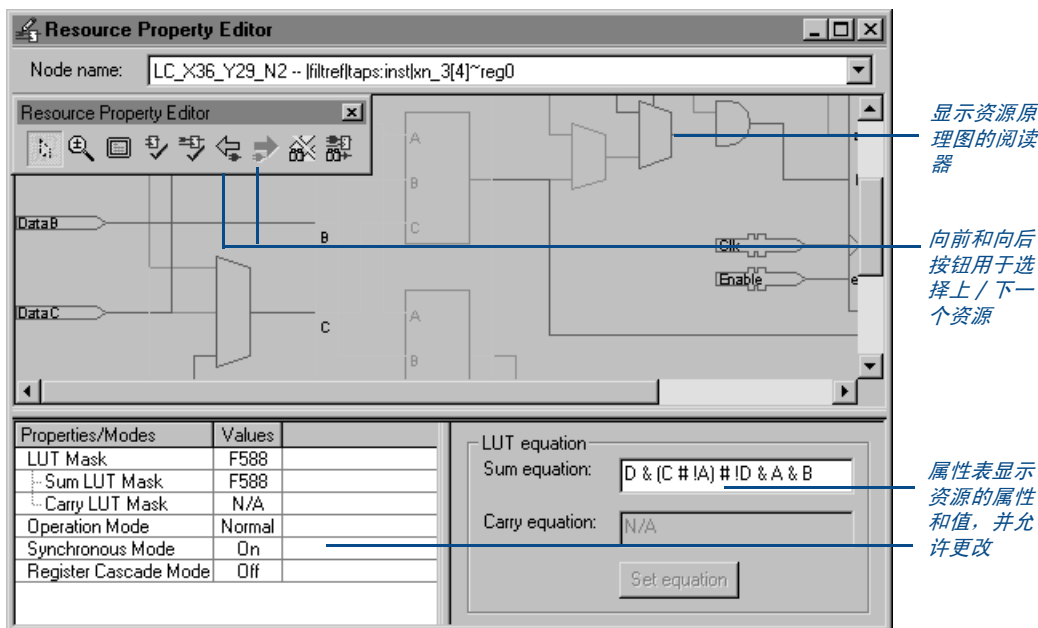 Resource Property Editor
Node name: LC_X36_Y29_N2 -- |filtref|taps:inst|xn_3[4]~reg0
Resource Property Editor
A
B
C
DataB
B
DataC
C
A
B
Clk
Enable
e
显示资源原
理图的阅读
器
向前和向后
按钮用于选
择上 / 下一
个资源
Properties/Modes Values
LUT Mask F588
Sum LUT Mask F588
Carry LUT Mask N/A
Operation Mode Normal
Synchronous Mode On
Register Cascade Mode Off
LUT equation
Sum equation: D & (C # !A) # !D & A & B
Carry equation: N/A
Set equation
属性表显示
资源的属性
和值，并允
许更改